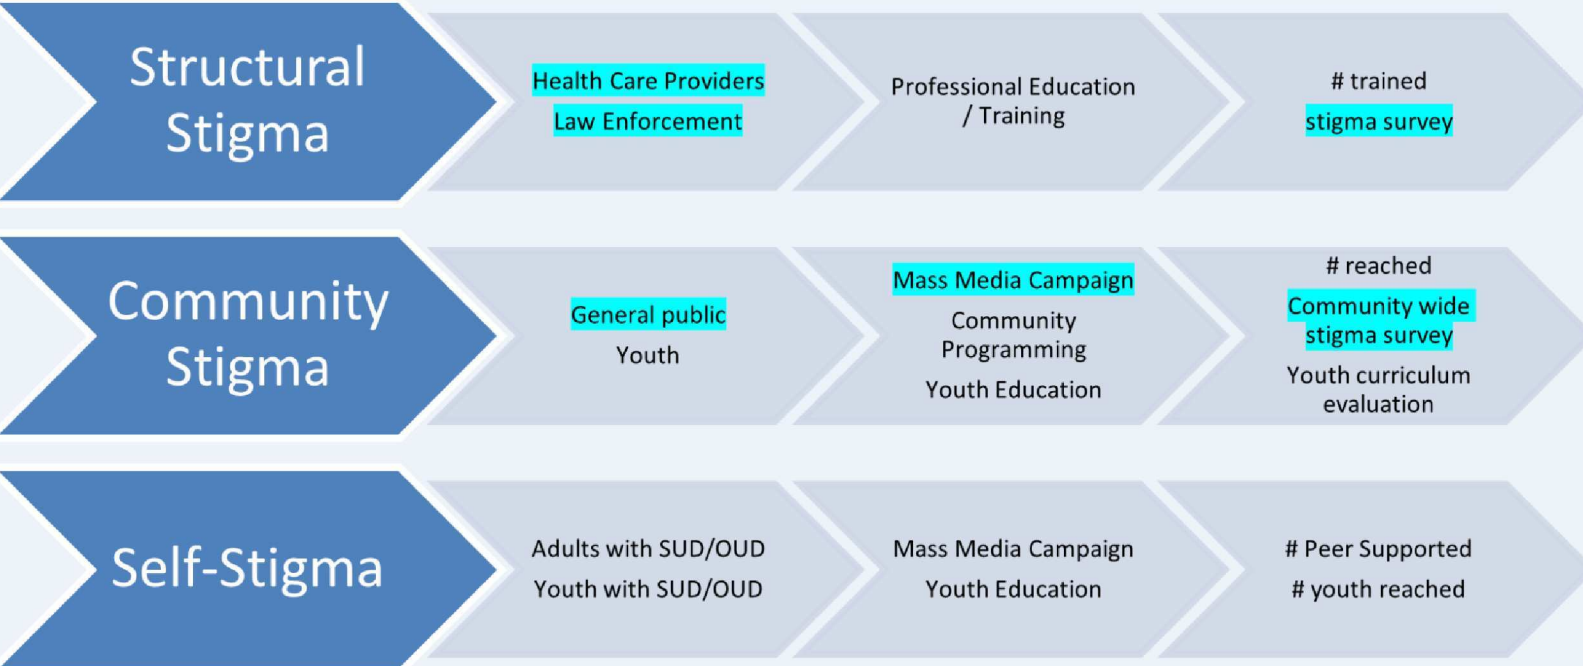 Structural
Stigma
Health Care Providers
Law Enforcement
Professional Education
/ Training
# trained
stigma survey
Community
Stigma
General public
Youth
Mass Media Campaign
Community
Programming
Youth Education
# reached
Community wide
stigma survey
Youth curriculum
evaluation
Self-Stigma
Adults with SUD/OUD
Youth with SUD/OUD
Mass Media Campaign
Youth Education
# Peer Supported
# youth reached